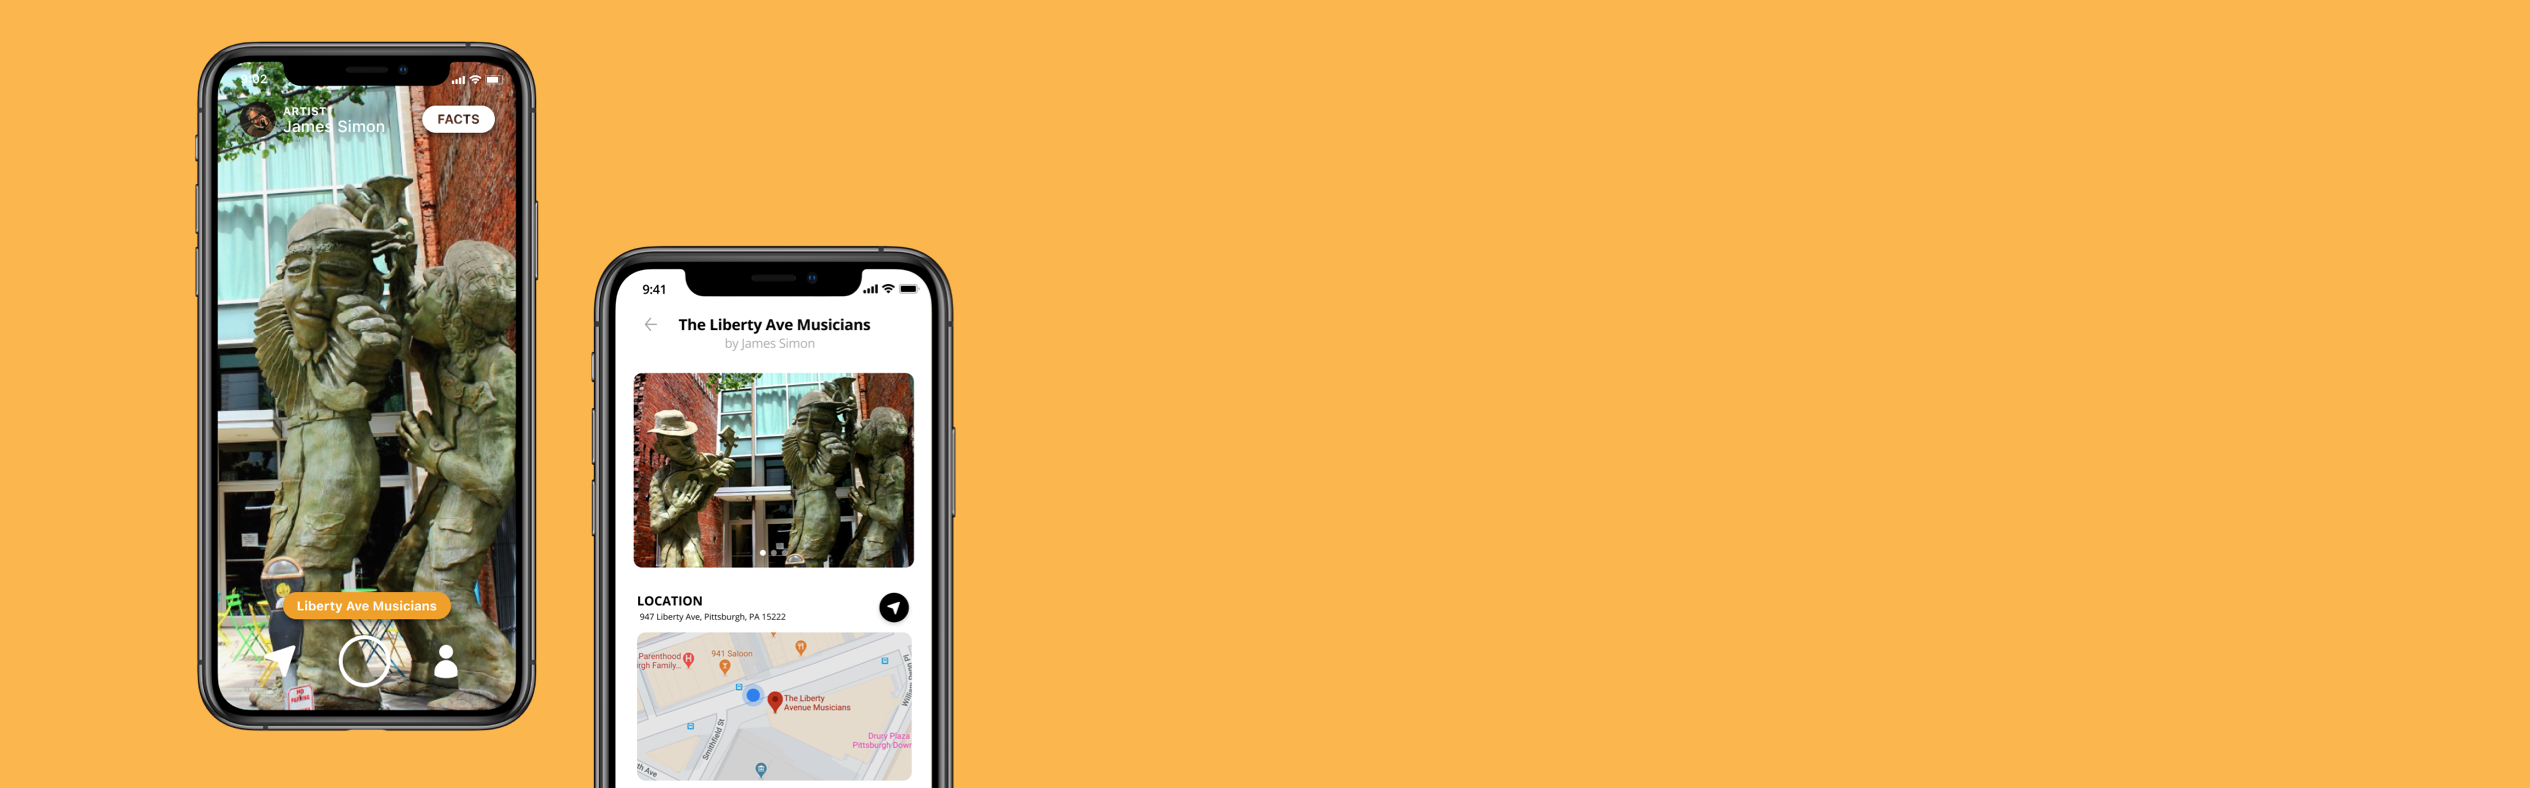 9:02
ARTIST
James Simon
FACTS
Liberty Ave Musicians
NO
PARKING
9:41
The Liberty Ave Musicians
by James Simon
LOCATION
947 Liberty Ave, Pittsburgh, PA 15222
Parenthood
rgh Family...
H
941 Saloon
The Liberty
Avenue Musicians
Smithfield St
William Penn Pl
Drury Plaza
Pittsburgh Down
th Ave